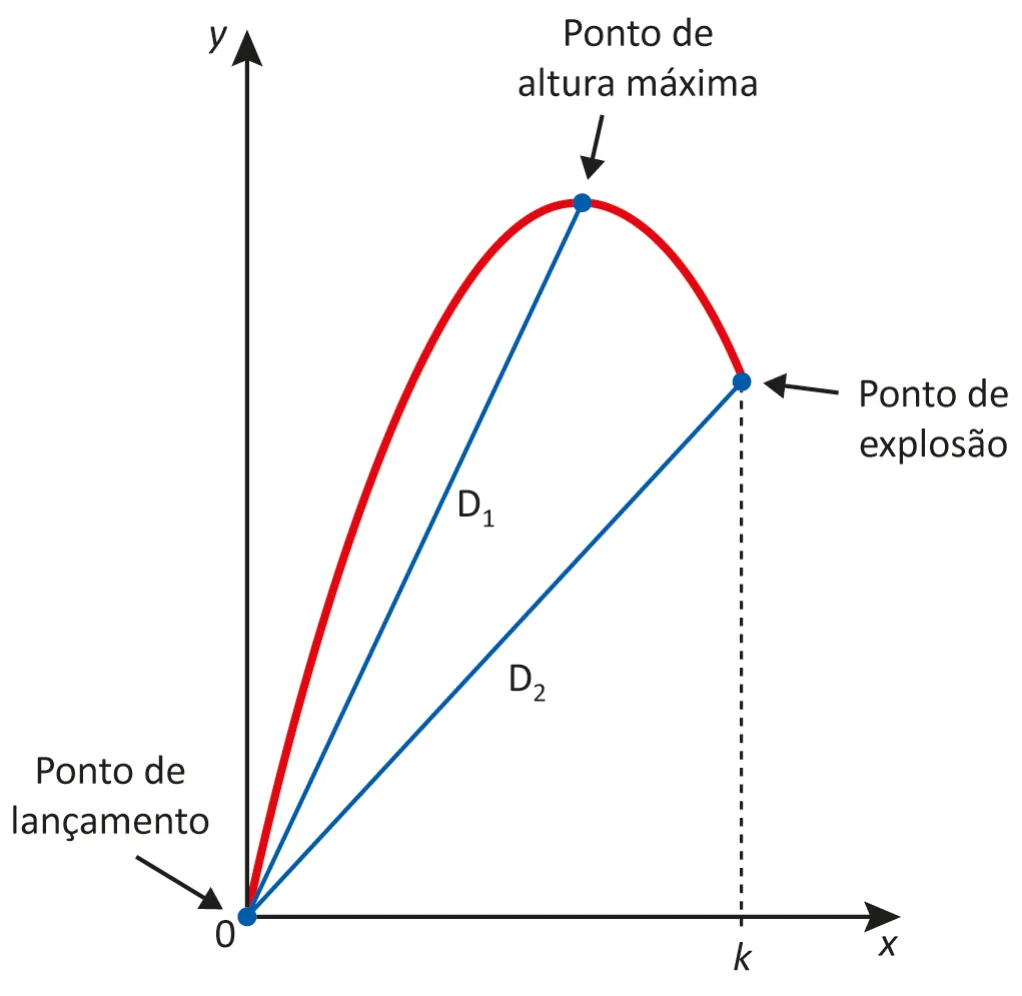 y
Ponto de
altura máxima
Ponto de
explosão
D₁
D₂
Ponto de
lançamento
0
k
x